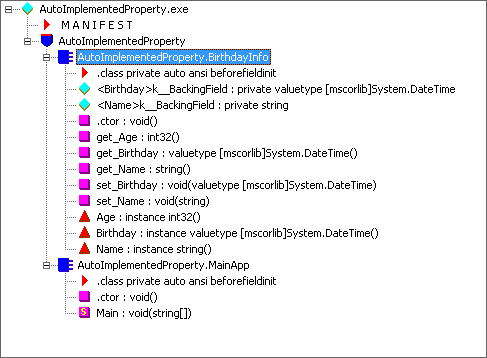 AutoImplementedProperty.exe
M A N I F E S T
AutoImplementedProperty
AutoImplementedProperty.BirthdayInfo
.class private auto ansi beforefieldinit
<Birthday>k__BackingField : private valuetype [mscorlib]System.DateTime
<Name>k__BackingField : private string
.ctor : void()
get_Age : int32()
get_Birthday : valuetype [mscorlib]System.DateTime()
get_Name : string()
set_Birthday : void(valuetype [mscorlib]System.DateTime)
set_Name : void(string)
Age : instance int32()
Birthday : instance valuetype [mscorlib]System.DateTime()
Name : instance string()
AutoImplementedProperty.MainApp
.class private auto ansi beforefieldinit
.ctor : void()
S Main : void(string[])